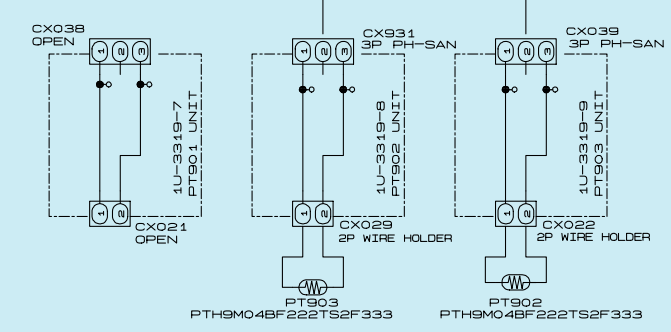 CX038
OPEN
1 2 3
1U-3319-7
PT901 UNIT
1 2
CX021
OPEN
CX931
3P PH-SAN
1 2 3
1U-3319-8
PT902 UNIT
1 2
CX029
2P WIRE HOLDER
PT903
PTH9M04BF222TS2F333
CX039
3P PH-SAN
1 2 3
1U-3319-9
PT903 UNIT
1 2
CX022
2P WIRE HOLDER
PT902
PTH9M04BF222TS2F333